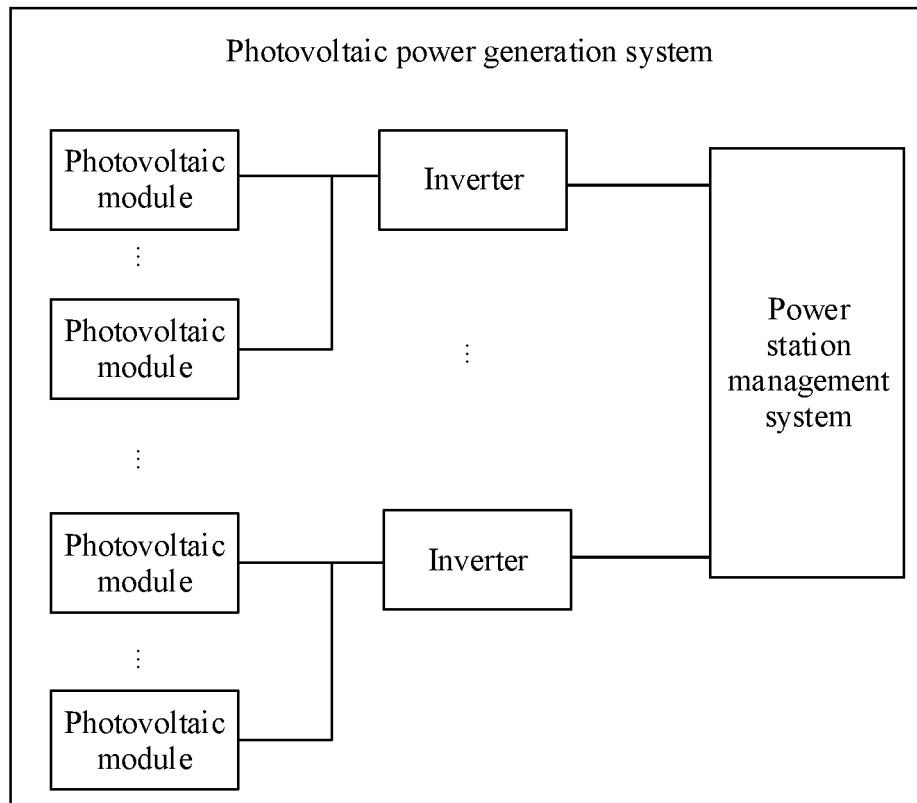 Photovoltaic power generation system
Photovoltaic
module
Inverter
Photovoltaic
module
Power
station
management
system
Photovoltaic
module
Inverter
Photovoltaic
module